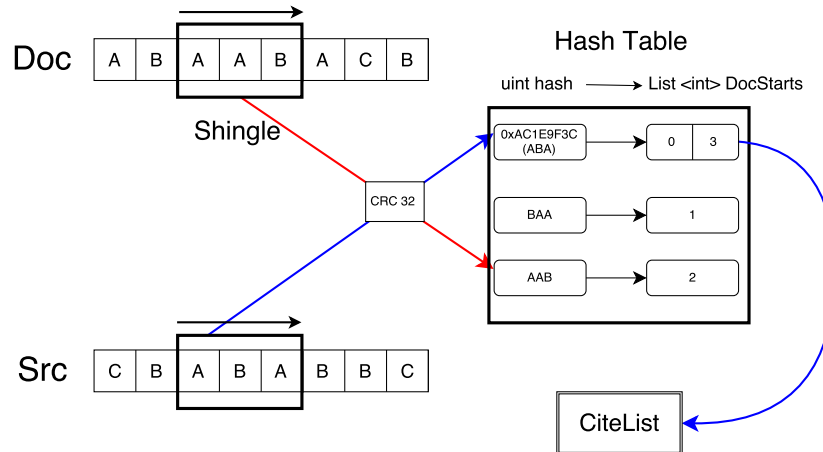 Doc
A B A A B A C B
Shingle
Hash Table
uint hash List <int> DocStarts
0xAC1E9F3C
(ABA)
0 3
CRC 32
BAA
1
AAB
2
Src
C B A B A B B C
CiteList